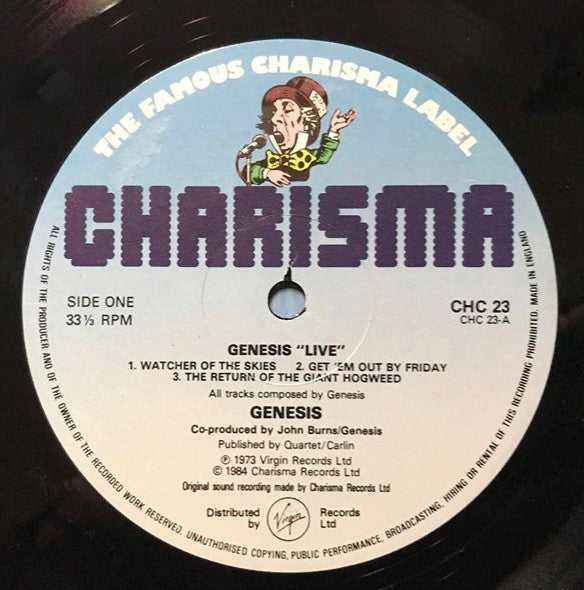 THE FAMOUS CHARISMA LABEL
CHARISMA
SIDE ONE
33⅓ RPM
CHC 23
CHC 23-A
GENESIS "LIVE"
1. WATCHER OF THE SKIES 2. GET 'EM OUT BY FRIDAY
3. THE RETURN OF THE GIANT HOGWEED
All tracks composed by Genesis
GENESIS
Co-produced by John Burns/Genesis
Published by Quartet/Carlin
℗ 1973 Virgin Records Ltd
© 1984 Charisma Records Ltd
Original sound recording made by Charisma Records Ltd
Distributed by Virgin Records Ltd
ALL RIGHTS OF THE PRODUCER AND OF THE OWNER OF THE RECORDED WORK RESERVED. UNAUTHORISED COPYING, PUBLIC PERFORMANCE, BROADCASTING, HIRING OR RENTAL OF THIS RECORDING PROHIBITED. MADE IN ENGLAND